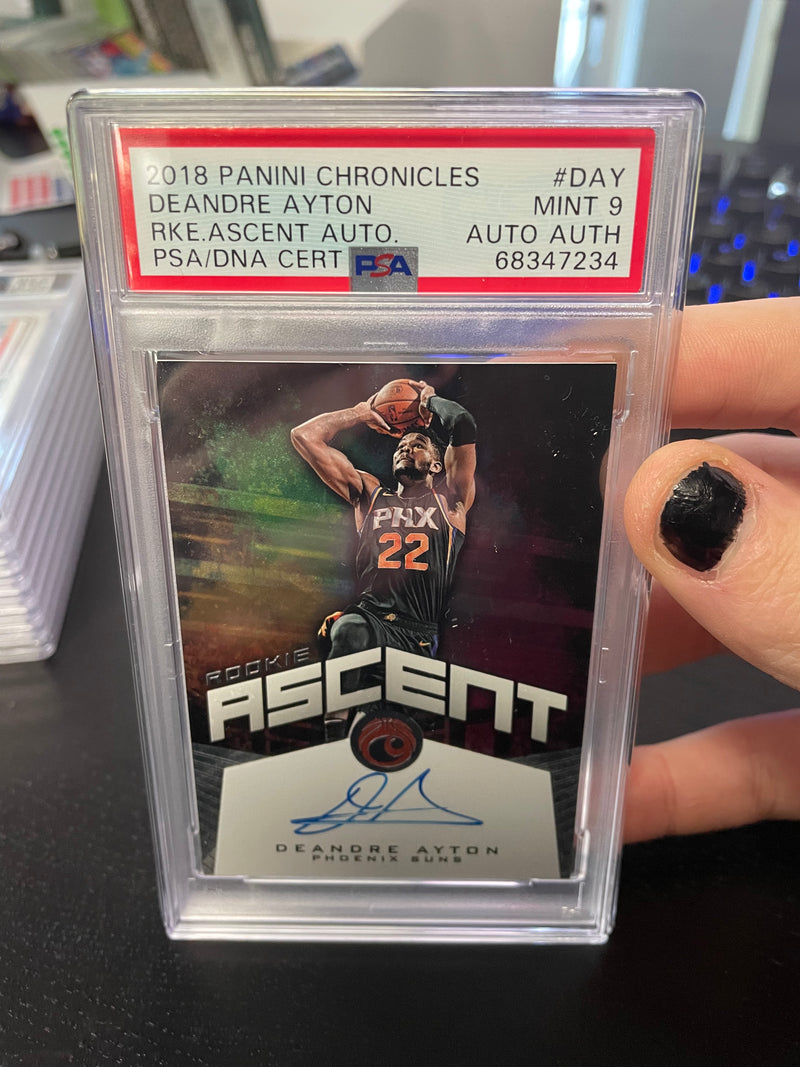 2018 PANINI CHRONICLES #DAY
DEANDRE AYTON MINT 9
RKE.ASCENT AUTO. AUTO AUTH
PSA/DNA CERT PSA 68347234
PHX
22
ROOKIE
ASCENT
DEANDRE AYTON
PHOENIX SUNS